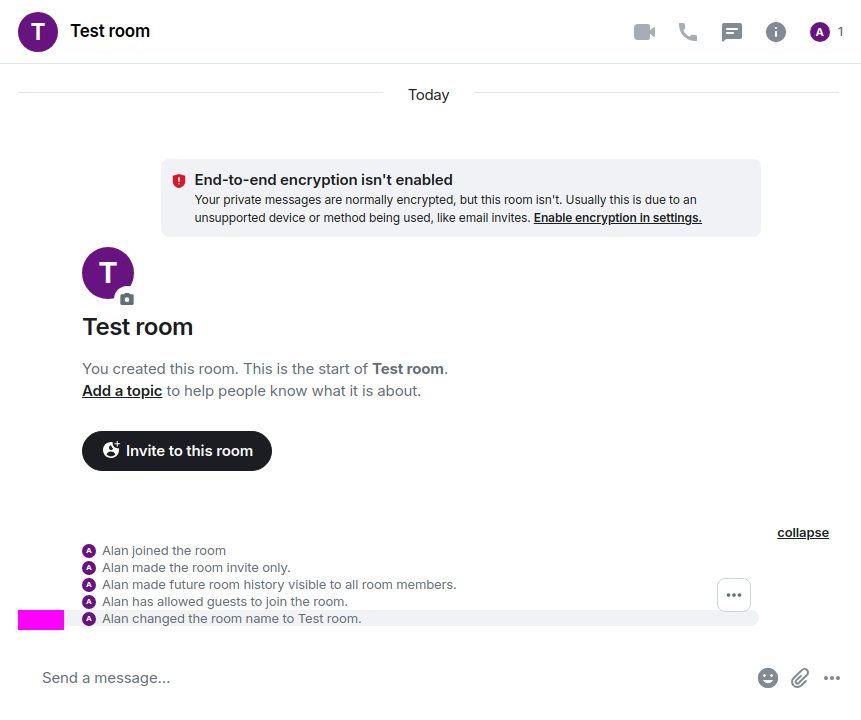 T Test room A 1
Today
End-to-end encryption isn't enabled
Your private messages are normally encrypted, but this room isn't. Usually this is due to an
unsupported device or method being used, like email invites. Enable encryption in settings.
T
Test room
You created this room. This is the start of Test room.
Add a topic to help people know what it is about.
Invite to this room
collapse
A Alan joined the room
A Alan made the room invite only.
A Alan made future room history visible to all room members.
A Alan has allowed guests to join the room.
A Alan changed the room name to Test room.
Send a message…